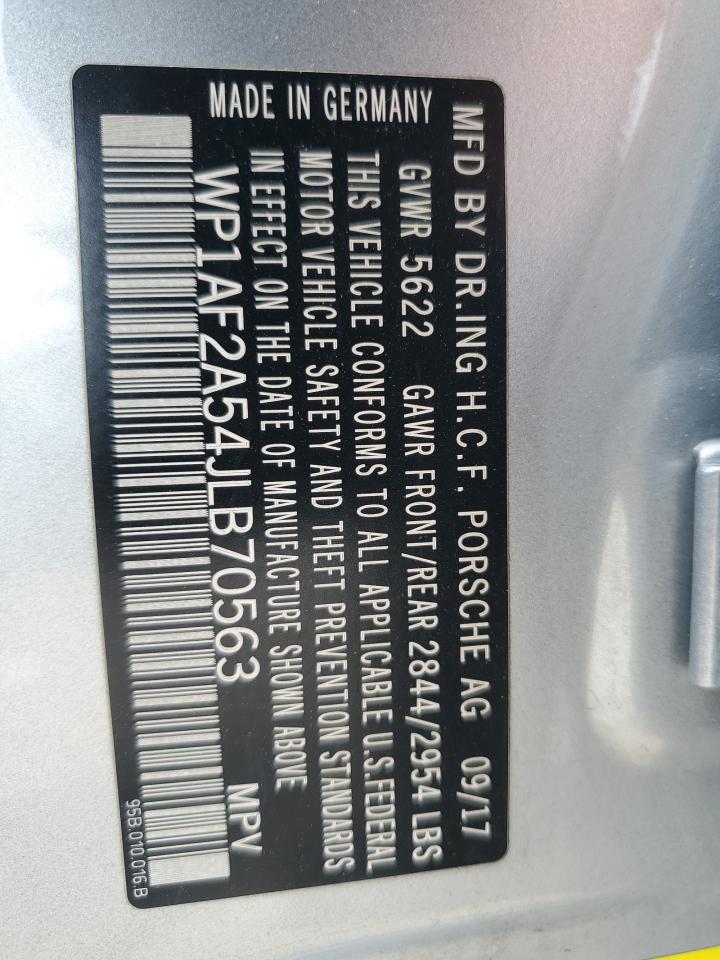 MFD BY DR.ING H.C.F. PORSCHE AG 09/17
GVWR 5622 GAWR FRONT/REAR 2844/2954 LBS
THIS VEHICLE CONFORMS TO ALL APPLICABLE U.S.FEDERAL
MOTOR VEHICLE SAFETY AND THEFT PREVENTION STANDARDS
IN EFFECT ON THE DATE OF MANUFACTURE SHOWN ABOVE
WP1AF2A54JLB70563 MPV
95B.010.016.B
MADE IN GERMANY